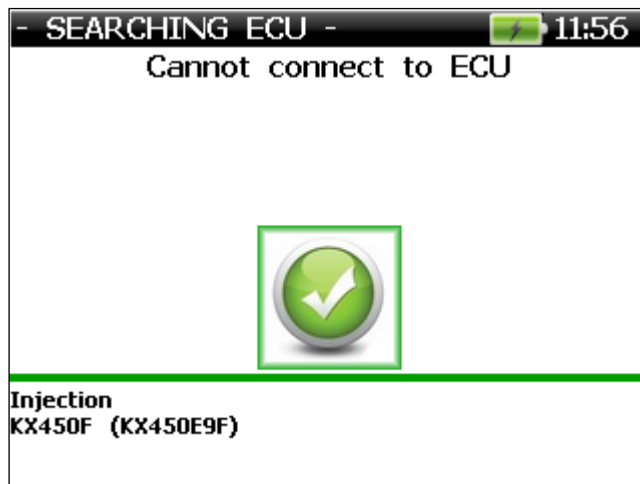 - SEARCHING ECU - 11:56
Cannot connect to ECU
Injection
KX450F (KX450E9F)